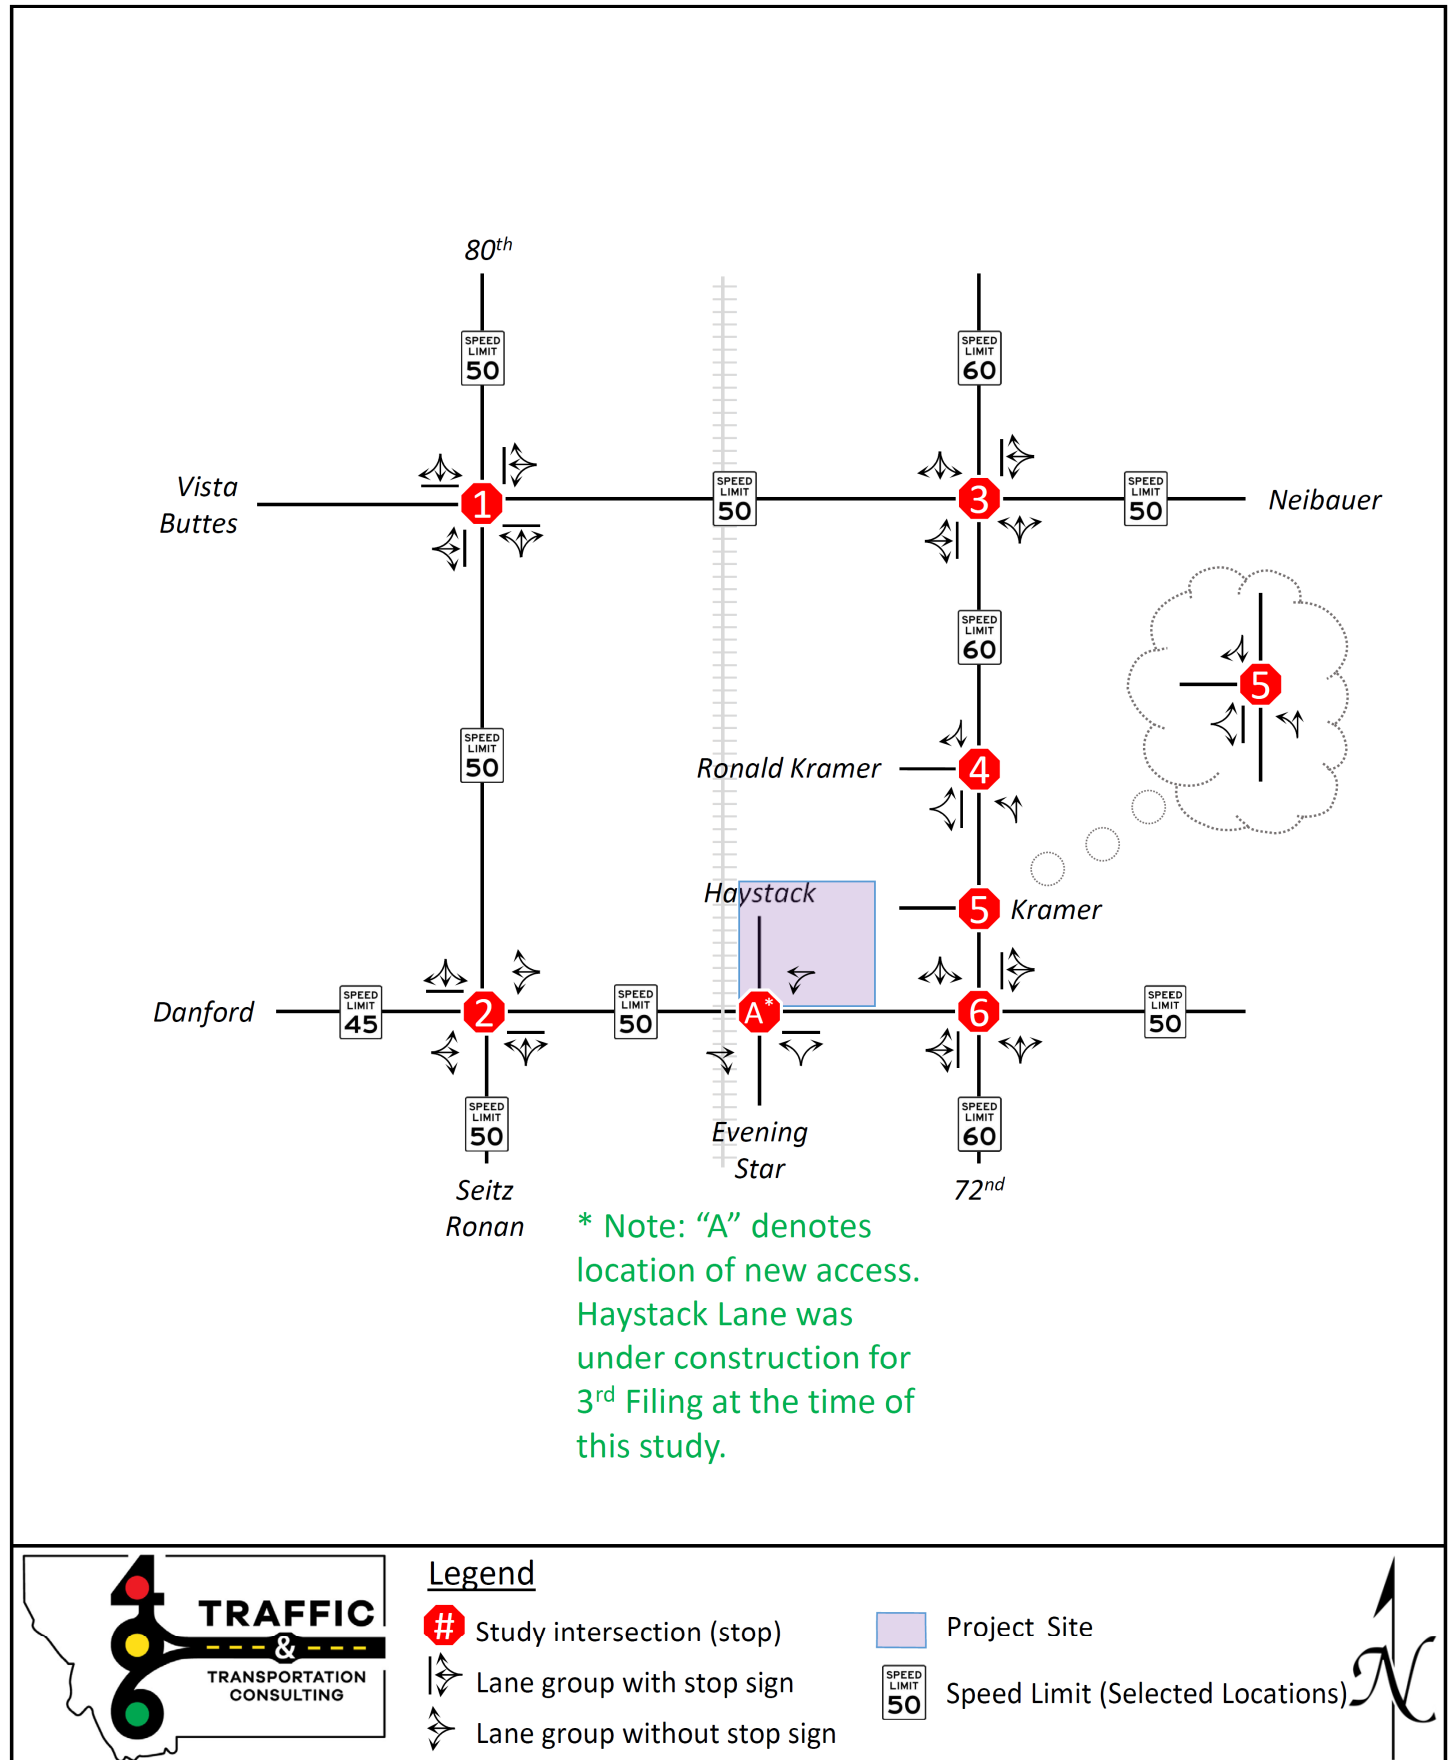 80th
SPEED
LIMIT
50
SPEED
LIMIT
60
Vista
Buttes
1
SPEED
LIMIT
50
3
SPEED
LIMIT
50
Neibauer
SPEED
LIMIT
60
5
SPEED
LIMIT
50
Ronald Kramer
4
Haystack
5
Kramer
Danford
SPEED
LIMIT
45
2
SPEED
LIMIT
50
A*
6
SPEED
LIMIT
50
SPEED
LIMIT
50
SPEED
LIMIT
60
Evening
Star
Seitz
Ronan
72nd
* Note: “A” denotes
location of new access.
Haystack Lane was
under construction for
3rd Filing at the time of
this study.
406
TRAFFIC
&
TRANSPORTATION
CONSULTING
Legend
# Study intersection (stop)
Lane group with stop sign
Lane group without stop sign
Project Site
SPEED
LIMIT
50
Speed Limit (Selected Locations)
N